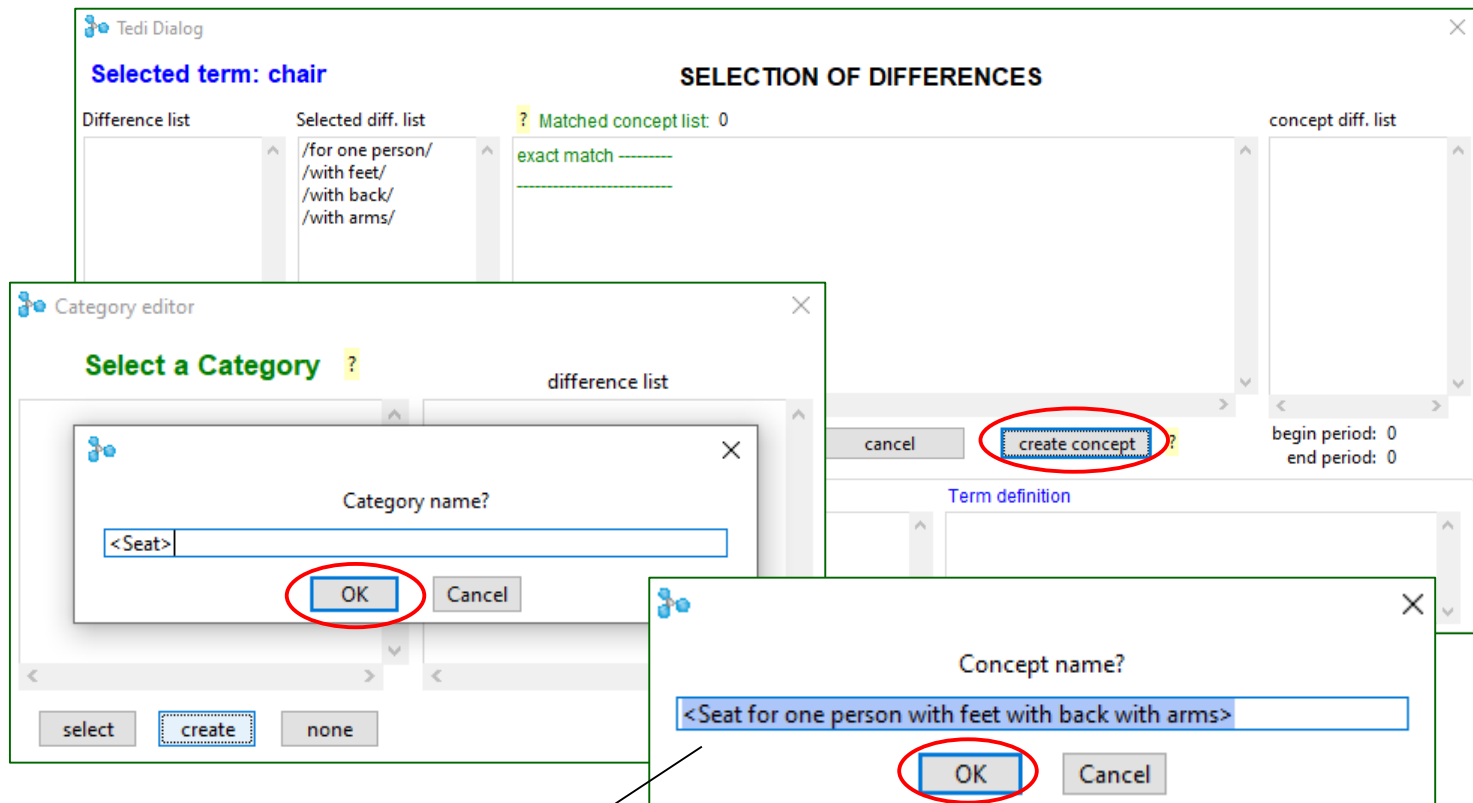 Tedi Dialog
Selected term: chair
SELECTION OF DIFFERENCES
Difference list
Selected diff. list
? Matched concept list: 0
concept diff. list
/for one person/
/with feet/
/with back/
/with arms/
exact match ---------
--------------------------
cancel
create concept
?
begin period: 0
end period: 0
Term definition
Category editor
Select a Category ?
difference list
Category name?
<Seat>
OK
Cancel
select
create
none
Concept name?
<Seat for one person with feet with back with arms>
OK
Cancel